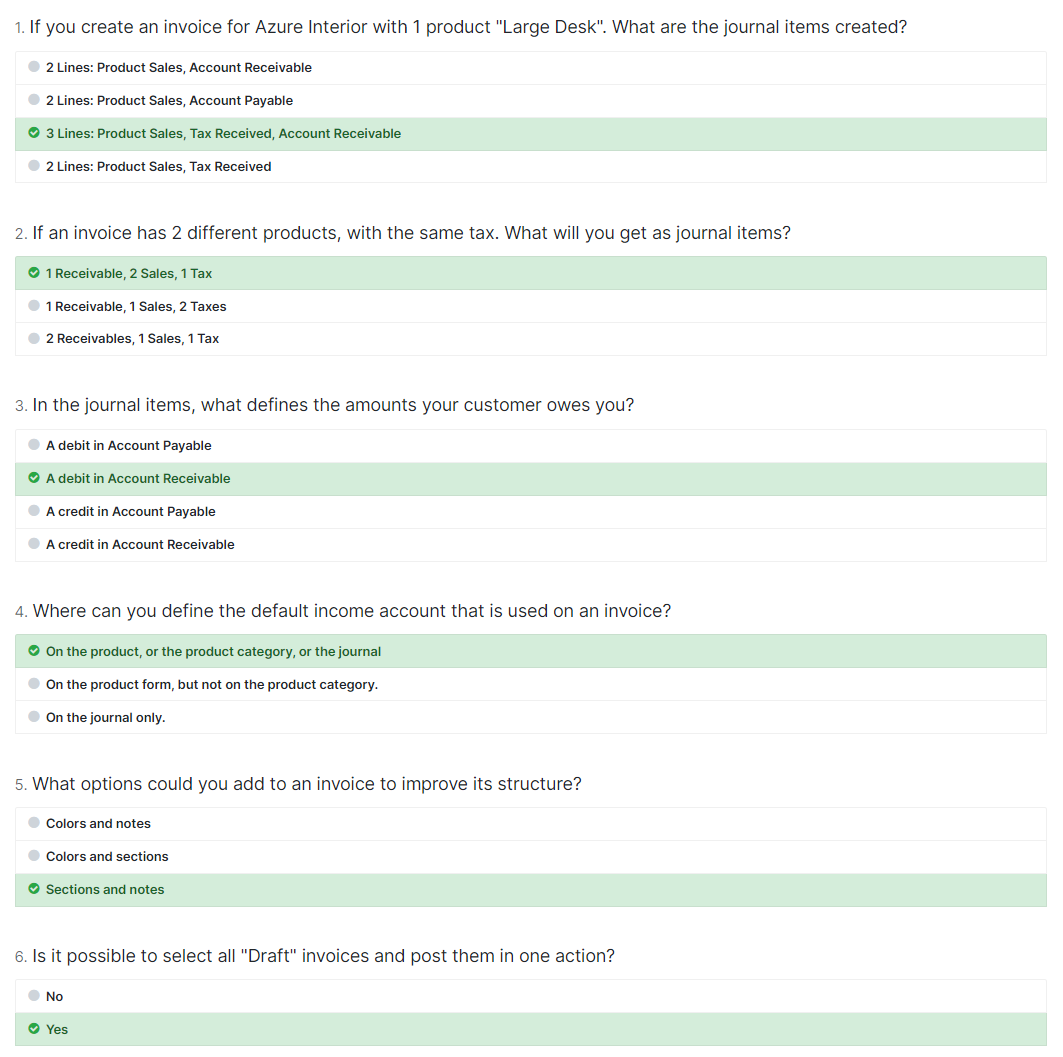 1. If you create an invoice for Azure Interior with 1 product "Large Desk". What are the journal items created?
2 Lines: Product Sales, Account Receivable
2 Lines: Product Sales, Account Payable
3 Lines: Product Sales, Tax Received, Account Receivable
2 Lines: Product Sales, Tax Received
2. If an invoice has 2 different products, with the same tax. What will you get as journal items?
1 Receivable, 2 Sales, 1 Tax
1 Receivable, 1 Sales, 2 Taxes
2 Receivables, 1 Sales, 1 Tax
3. In the journal items, what defines the amounts your customer owes you?
A debit in Account Payable
A debit in Account Receivable
A credit in Account Payable
A credit in Account Receivable
4. Where can you define the default income account that is used on an invoice?
On the product, or the product category, or the journal
On the product form, but not on the product category.
On the journal only.
5. What options could you add to an invoice to improve its structure?
Colors and notes
Colors and sections
Sections and notes
6. Is it possible to select all "Draft" invoices and post them in one action?
No
Yes